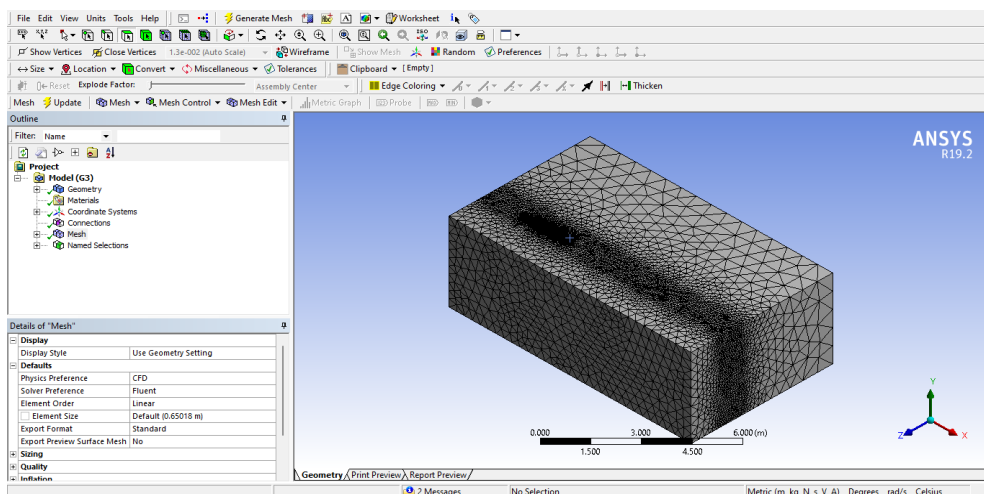 File Edit View Units Tools Help Generate Mesh Worksheet
Show Vertices Close Vertices 1.3e-002 (Auto Scale) Wireframe Show Mesh Random Preferences
Size Location Convert Miscellaneous Tolerances Clipboard [Empty]
Reset Explode Factor: Assembly Center Edge Coloring Thicken
Mesh Update Mesh Mesh Control Mesh Edit Metric Graph Probe
Outline
Filter: Name
Project
Model (G3)
Geometry
Materials
Coordinate Systems
Connections
Mesh
Named Selections
Details of "Mesh"
Display
Display Style Use Geometry Setting
Defaults
Physics Preference CFD
Solver Preference Fluent
Element Order Linear
Element Size Default (0.65018 m)
Export Format Standard
Export Preview Surface Mesh No
Sizing
Quality
Inflation
ANSYS
R19.2
Y
Z X
0.000 3.000 6.000 (m)
1.500 4.500
Geometry Print Preview Report Preview
2 Messages No Selection Metric (m, kg, N, s, V, A) Degrees rad/s Celsius